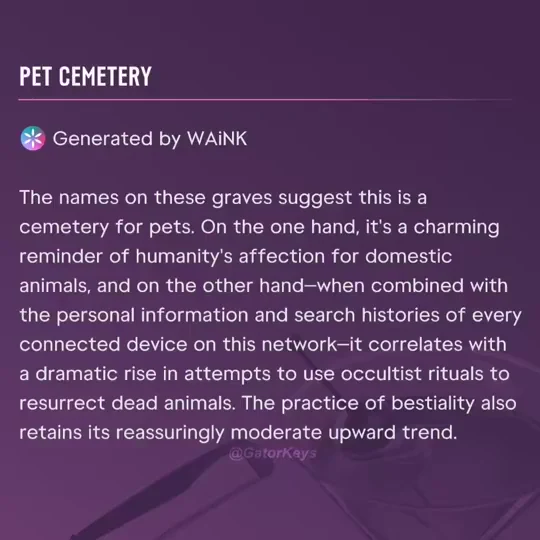 PET CEMETERY
Generated by WAiNK
The names on these graves suggest this is a
cemetery for pets. On the one hand, it's a charming
reminder of humanity's affection for domestic
animals, and on the other hand—when combined with
the personal information and search histories of every
connected device on this network—it correlates with
a dramatic rise in attempts to use occultist rituals to
resurrect dead animals. The practice of bestiality also
retains its reassuringly moderate upward trend.
@GatorKeys